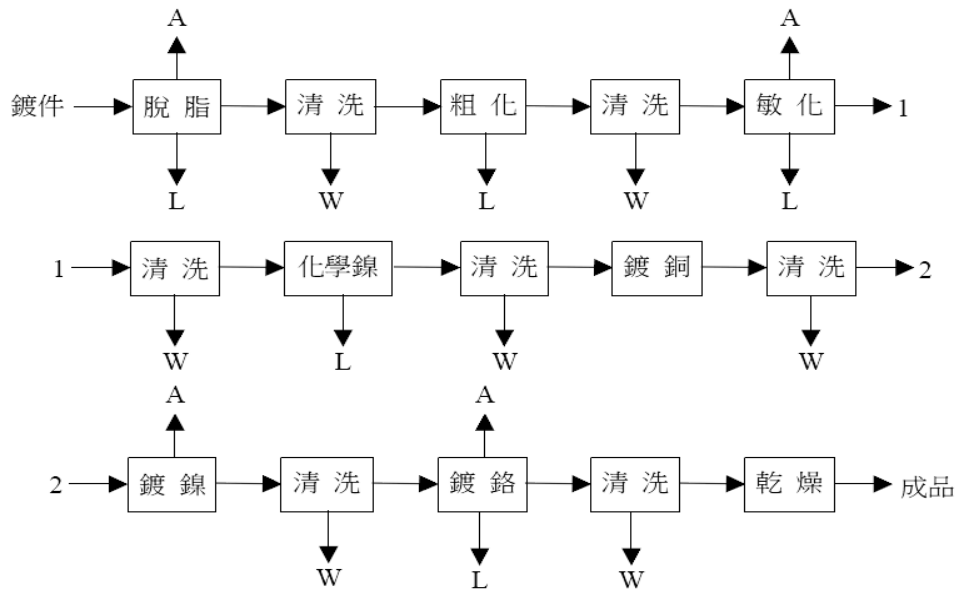 A A
鍍件 脫脂 清洗 粗化 清洗 敏化 1
L W L W L
1 清洗 化學鎳 清洗 鍍銅 清洗 2
W L W W
A A
2 鍍鎳 清洗 鍍鉻 清洗 乾燥 成品
W L W